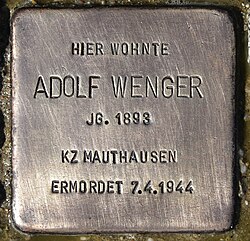 HIER WOHNTE
ADOLF WENGER
JG. 1893
KZ MAUTHAUSEN
ERMORDET 7.4.1944